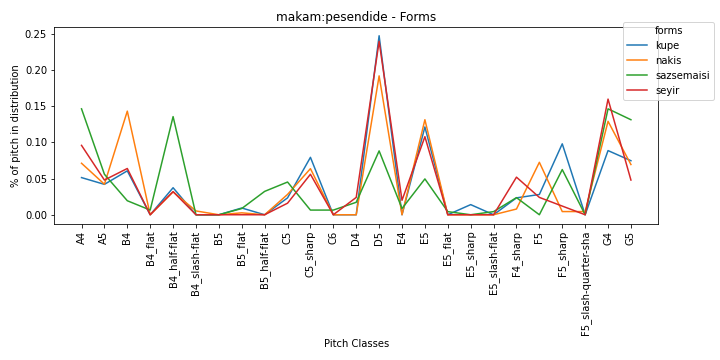 makam:pesendide - Forms
forms
kupe
nakis
sazsemaisi
seyir
% of pitch in distribution
0.25
0.20
0.15
0.10
0.05
0.00
A4
A5
B4
B4_flat
B4_half-flat
B4_slash-flat
B5
B5_flat
B5_half-flat
C5
C5_sharp
C6
D4
D5
E4
E5
E5_flat
E5_sharp
E5_slash-flat
F4_sharp
F5
F5_sharp
F5_slash-quarter-sha
G4
G5
Pitch Classes